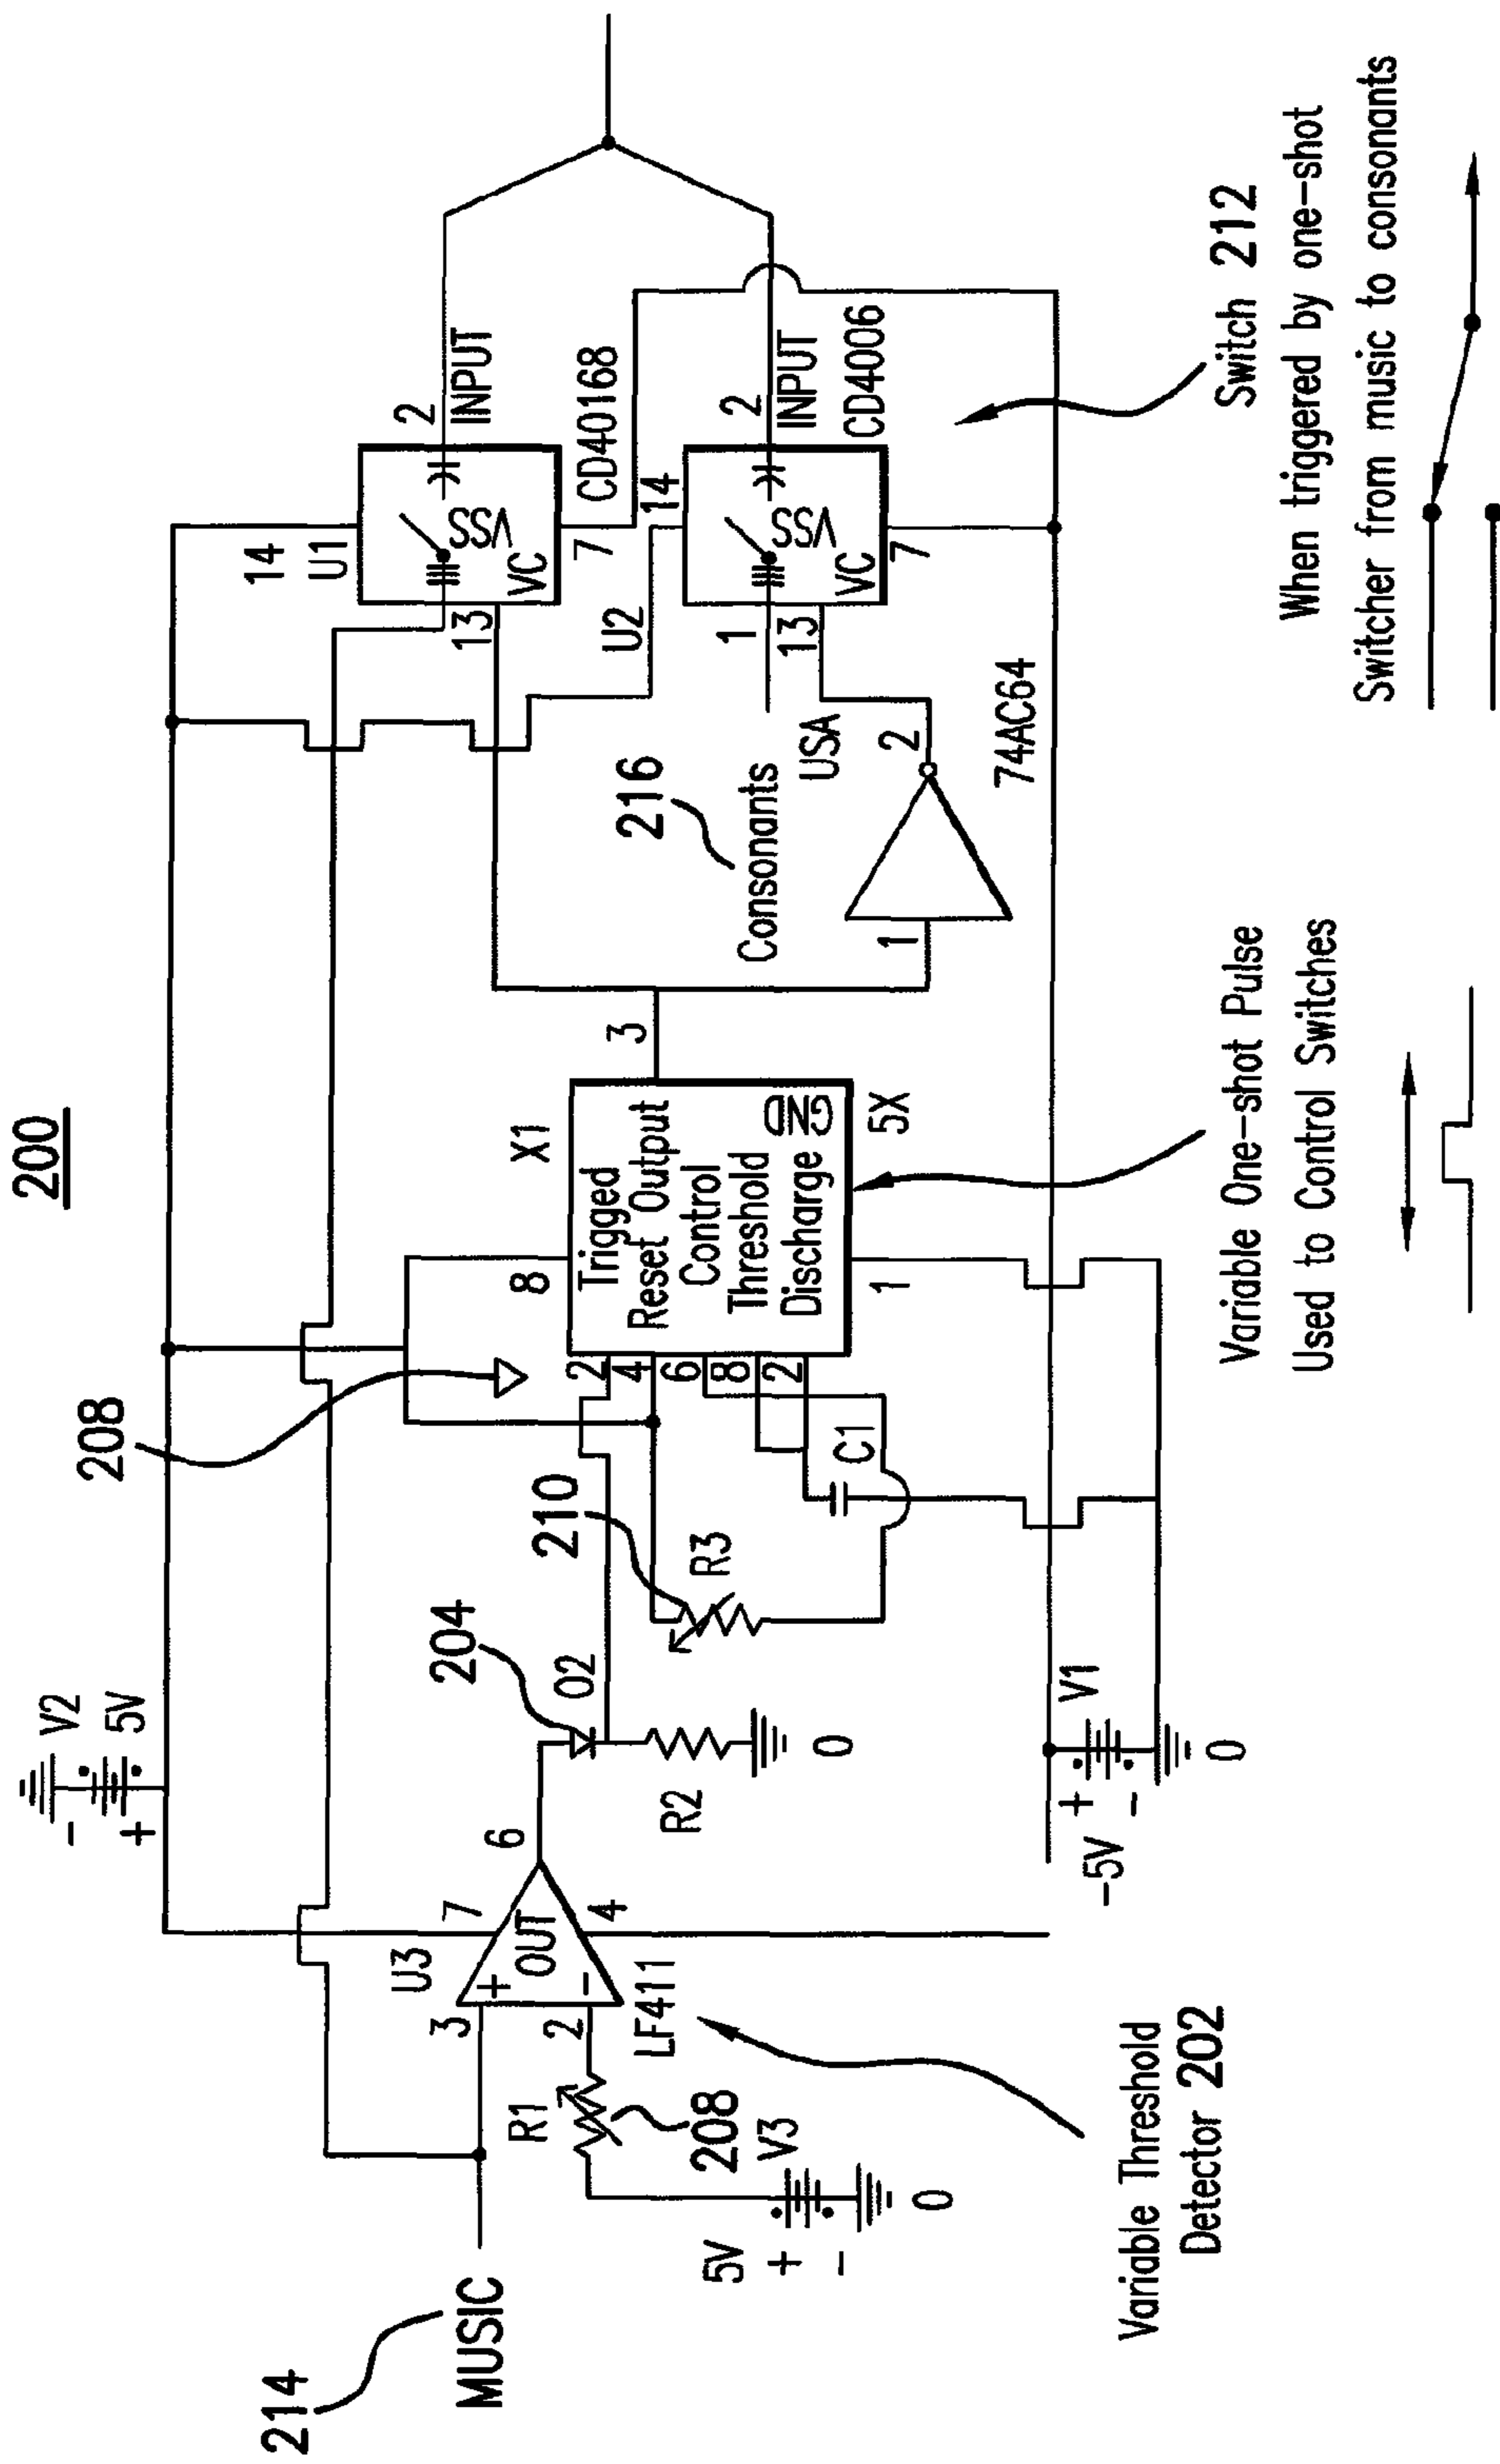 200
V2
5V
-
+
208
U3
7
6
3
2
4
+
-
OUT
LF411
R1
208
V3
5V
+
-
0
214
MUSIC
204
O2
R2
0
210
R3
C1
2
4
6
8
2
8
X1
Trigged
Reset Output
Control
Threshold
Discharge
GND
5X
1
3
216
Consonants
1
2
USA
74AC64
14
U1
13
VC
VSS
7
2
INPUT
CD40168
U2
14
1
13
VC
VSS
7
2
INPUT
CD4006
V1
-5V
+
-
0
Variable Threshold
Detector 202
Variable One-shot Pulse
Used to Control Switches
Switch 212
When triggered by one-shot
Switcher from music to consonants